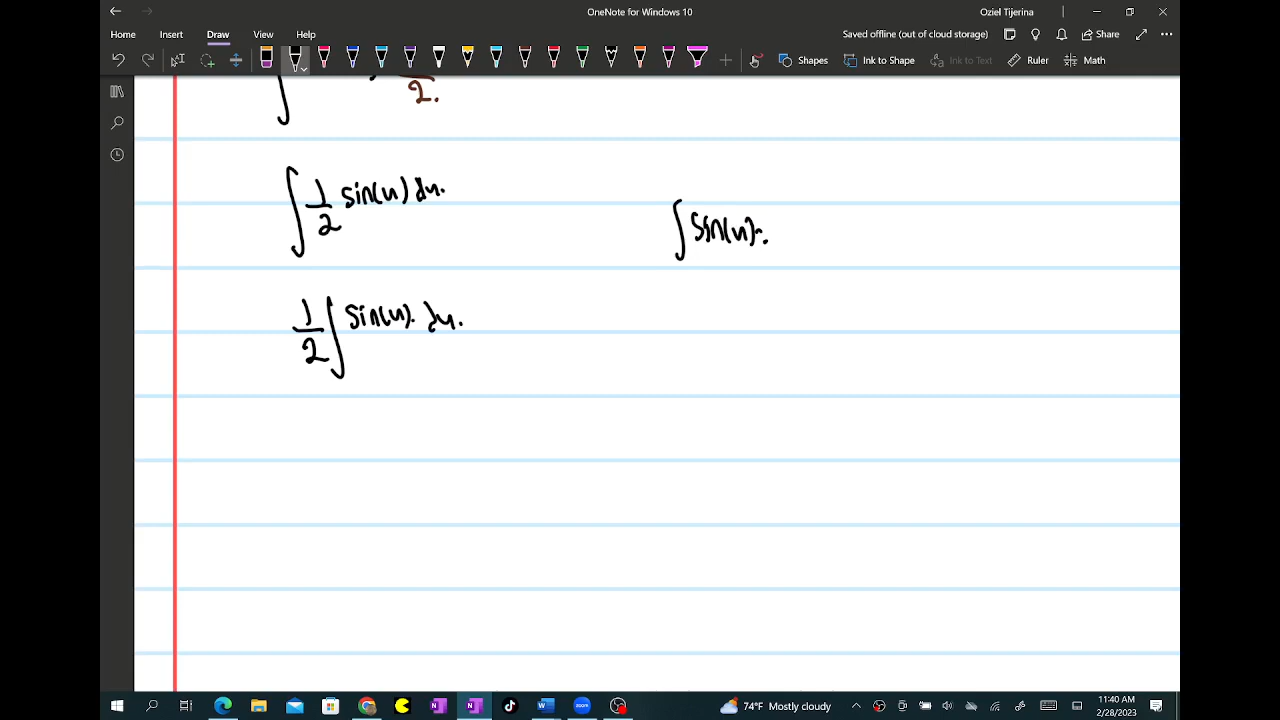 OneNote for Windows 10
Oziel Tijerina
Home Insert Draw View Help
Saved offline (out of cloud storage)
Share
Shapes
Ink to Shape
Ink to Text
Ruler
Math
2.
∫ 1/2 sin(u) du.
∫ sin(u).
1/2 ∫ sin(u). du.
74°F Mostly cloudy
11:40 AM
2/28/2023